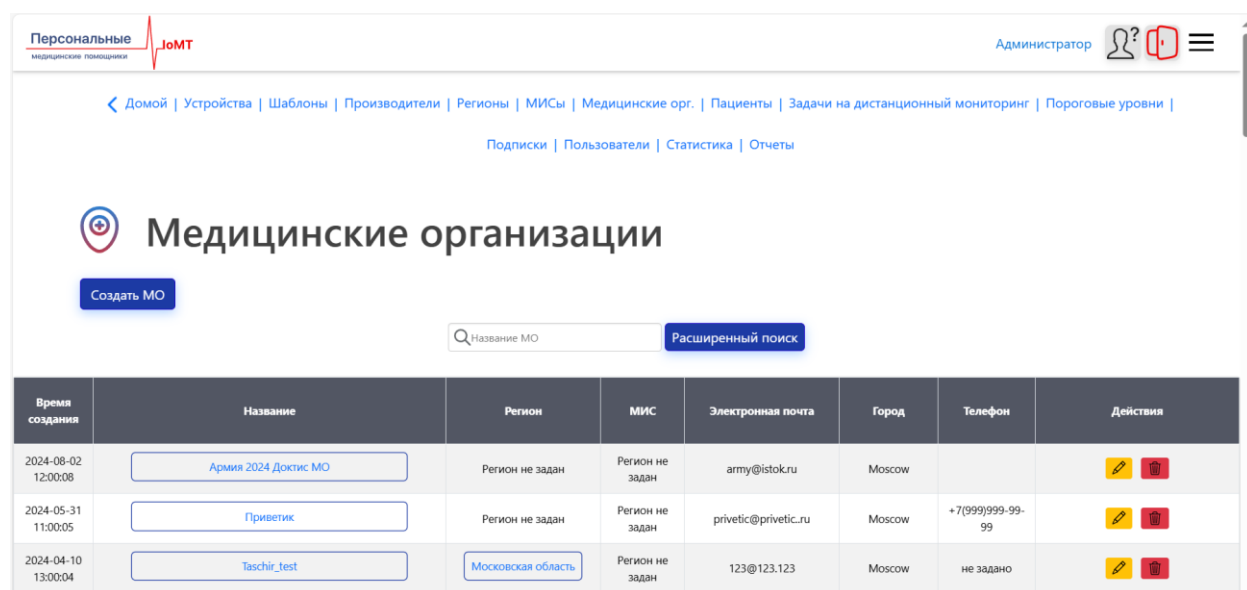 Персональные
медицинские помощники
IoMT
Администратор
Домой | Устройства | Шаблоны | Производители | Регионы | МИСы | Медицинские орг. | Пациенты | Задачи на дистанционный мониторинг | Пороговые уровни |
Подписки | Пользователи | Статистика | Отчеты
Медицинские организации
Создать МО
Название МО
Расширенный поиск
Время
создания
Название
Регион
МИС
Электронная почта
Город
Телефон
Действия
2024-08-02
12:00:08
Армия 2024 Доктис МО
Регион не задан
Регион не
задан
army@istok.ru
Moscow
2024-05-31
11:00:05
Приветик
Регион не задан
Регион не
задан
privetic@privetic..ru
Moscow
+7(999)999-99-
99
2024-04-10
13:00:04
Taschir_test
Московская область
Регион не
задан
123@123.123
Moscow
не задано